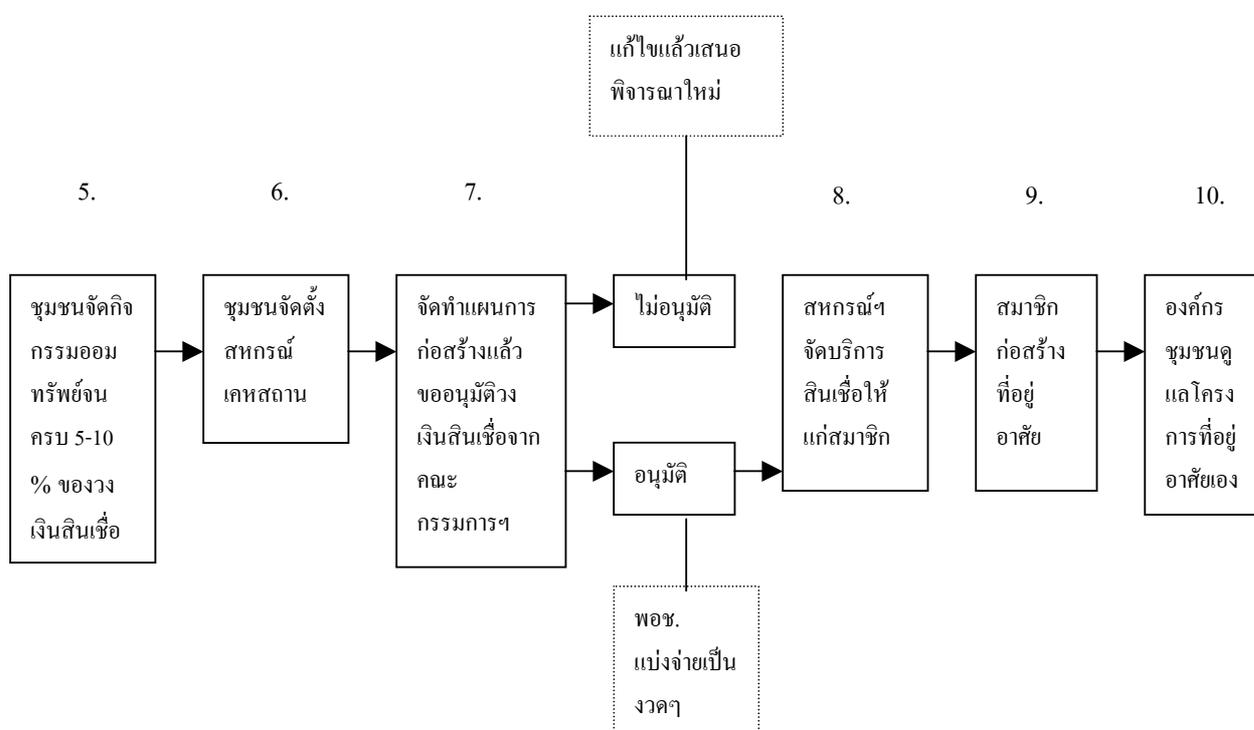 แก้ไขแล้วเสนอ
พิจารณาใหม่
5.
6.
7.
8.
9.
10.
ชุมชนจัดกิจ
กรรมออม
ทรัพย์จน
ครบ 5-10
% ของวง
เงินสินเชื่อ
ชุมชนจัดตั้ง
สหกรณ์
เคหสถาน
จัดทำแผนการ
ก่อสร้างแล้ว
ขออนุมัติวง
เงินสินเชื่อจาก
คณะ
กรรมการฯ
ไม่อนุมัติ
อนุมัติ
พอช.
แบ่งจ่ายเป็น
งวดๆ
สหกรณ์ฯ
จัดบริการ
สินเชื่อให้
แก่สมาชิก
สมาชิก
ก่อสร้าง
ที่อยู่
อาศัย
องค์กร
ชุมชนดู
แลโครง
การที่อยู่
อาศัยเอง